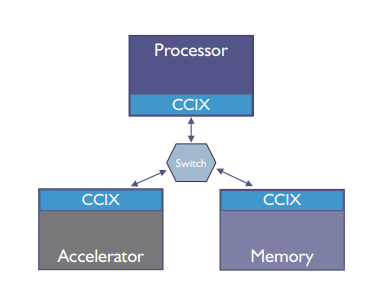 Processor
CCIX
Switch
CCIX
CCIX
Accelerator
Memory